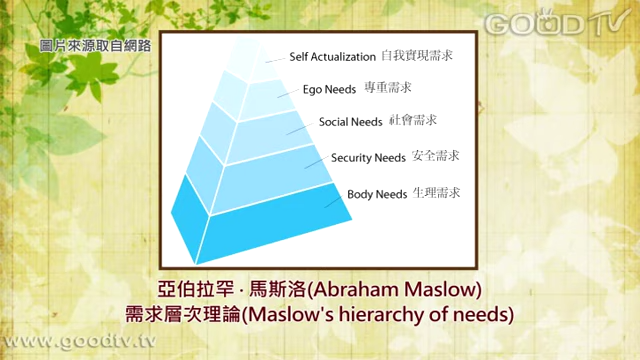 GOOD TV
圖片來源取自網路
Self Actualization 自我實現需求
Ego Needs 專重需求
Social Needs 社會需求
Security Needs 安全需求
Body Needs 生理需求
亞伯拉罕·馬斯洛(Abraham Maslow)
需求層次理論(Maslow's hierarchy of needs)
www.goodtv.tv